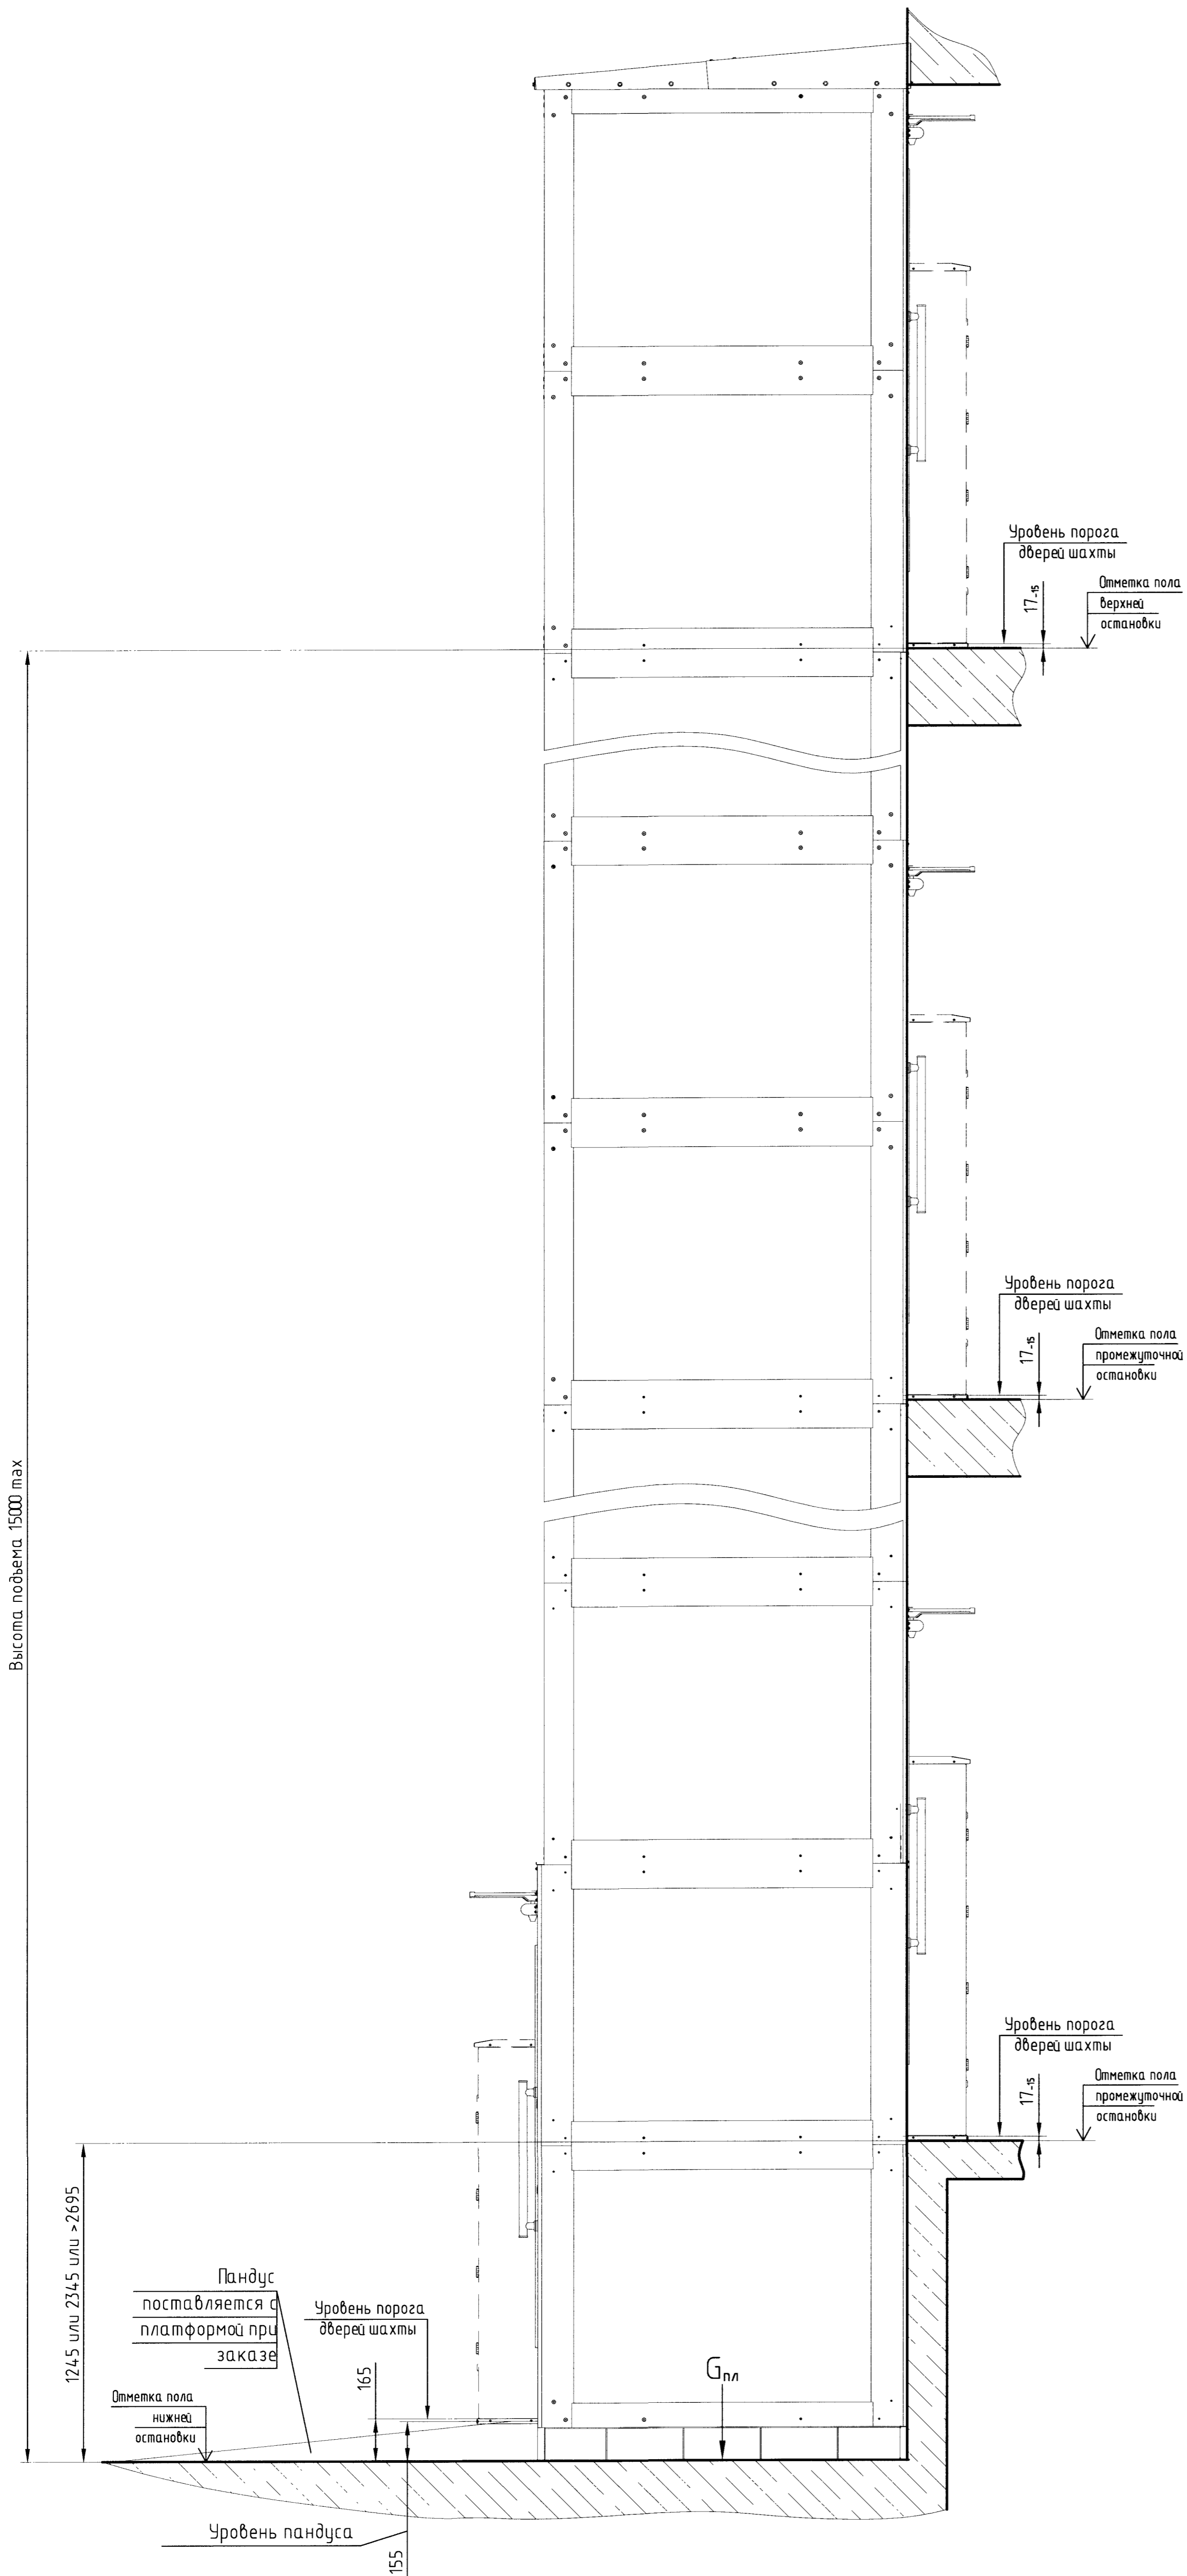 Уровень порога
дверей шахты
17-15
Отметка пола
верхней
остановки
Высота подъема 15000 max
Уровень порога
дверей шахты
17-15
Отметка пола
промежуточной
остановки
Уровень порога
дверей шахты
17-15
Отметка пола
промежуточной
остановки
1245 или 2345 или >2695
Пандус
поставляется с
платформой при
заказе
Уровень порога
дверей шахты
165
Gпл
Отметка пола
нижней
остановки
Уровень пандуса
155